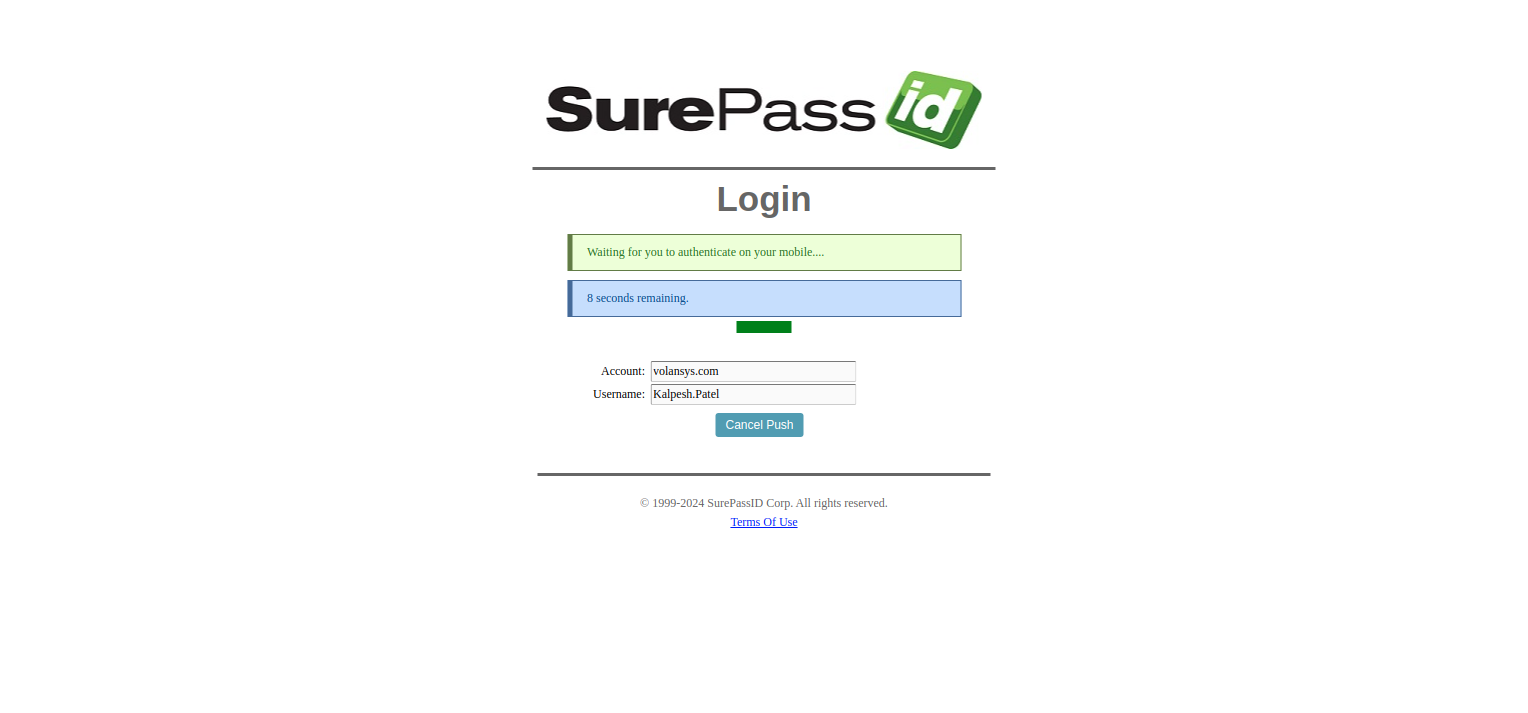 SurePass id
Login
Waiting for you to authenticate on your mobile....
8 seconds remaining.
Account: volansys.com
Username: Kalpesh.Patel
Cancel Push
© 1999-2024 SurePassID Corp. All rights reserved.
Terms Of Use